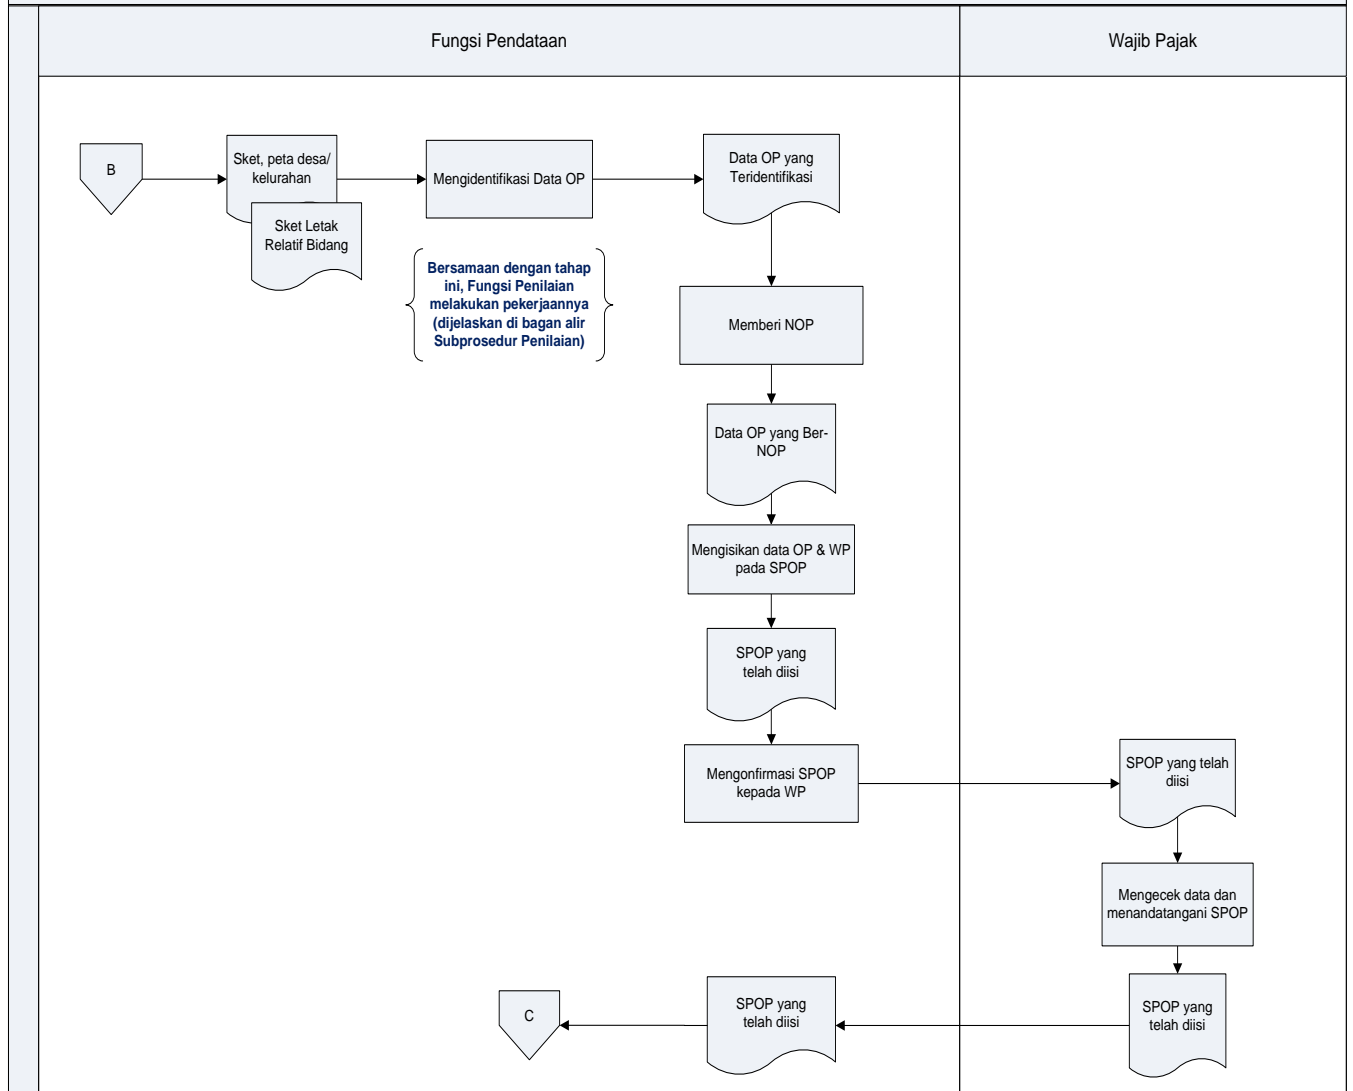 Fungsi Pendataan
Wajib Pajak
B
Sket, peta desa/
kelurahan
Sket Letak
Relatif Bidang
Mengidentifikasi Data OP
Data OP yang
Teridentifikasi
Bersamaan dengan tahap
ini, Fungsi Penilaian
melakukan pekerjaannya
(dijelaskan di bagan alir
Subprosedur Penilaian)
Memberi NOP
Data OP yang Ber-
NOP
Mengisikan data OP & WP
pada SPOP
SPOP yang
telah diisi
Mengonfirmasi SPOP
kepada WP
SPOP yang telah
diisi
Mengecek data dan
menandatangani SPOP
SPOP yang
telah diisi
SPOP yang
telah diisi
C